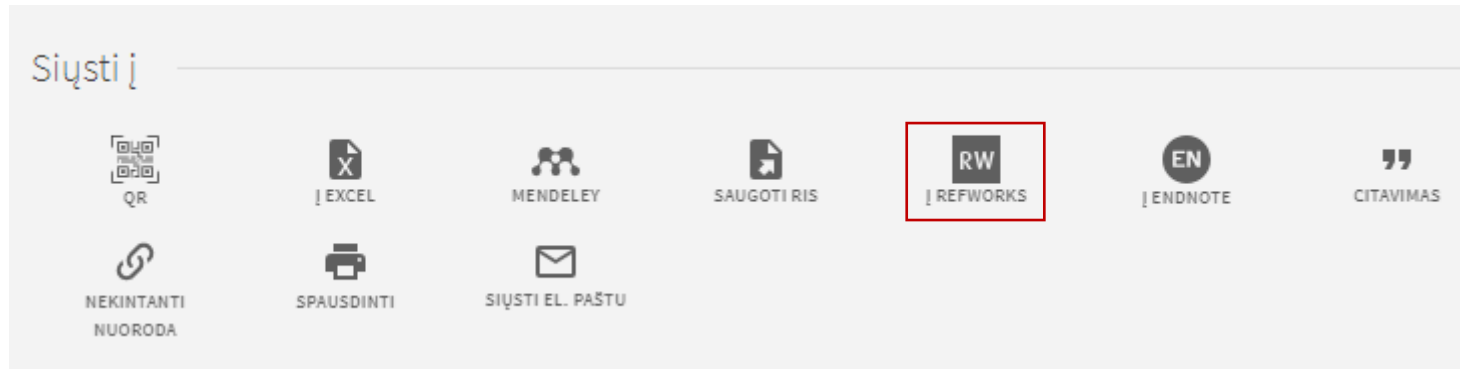 Siųsti į
QR
Į EXCEL
MENDELEY
SAUGOTI RIS
RW
Į REFWORKS
EN
Į ENDNOTE
CITAVIMAS
NEKINTANTI
NUORODA
SPAUSDINTI
SIŲSTI EL. PAŠTU